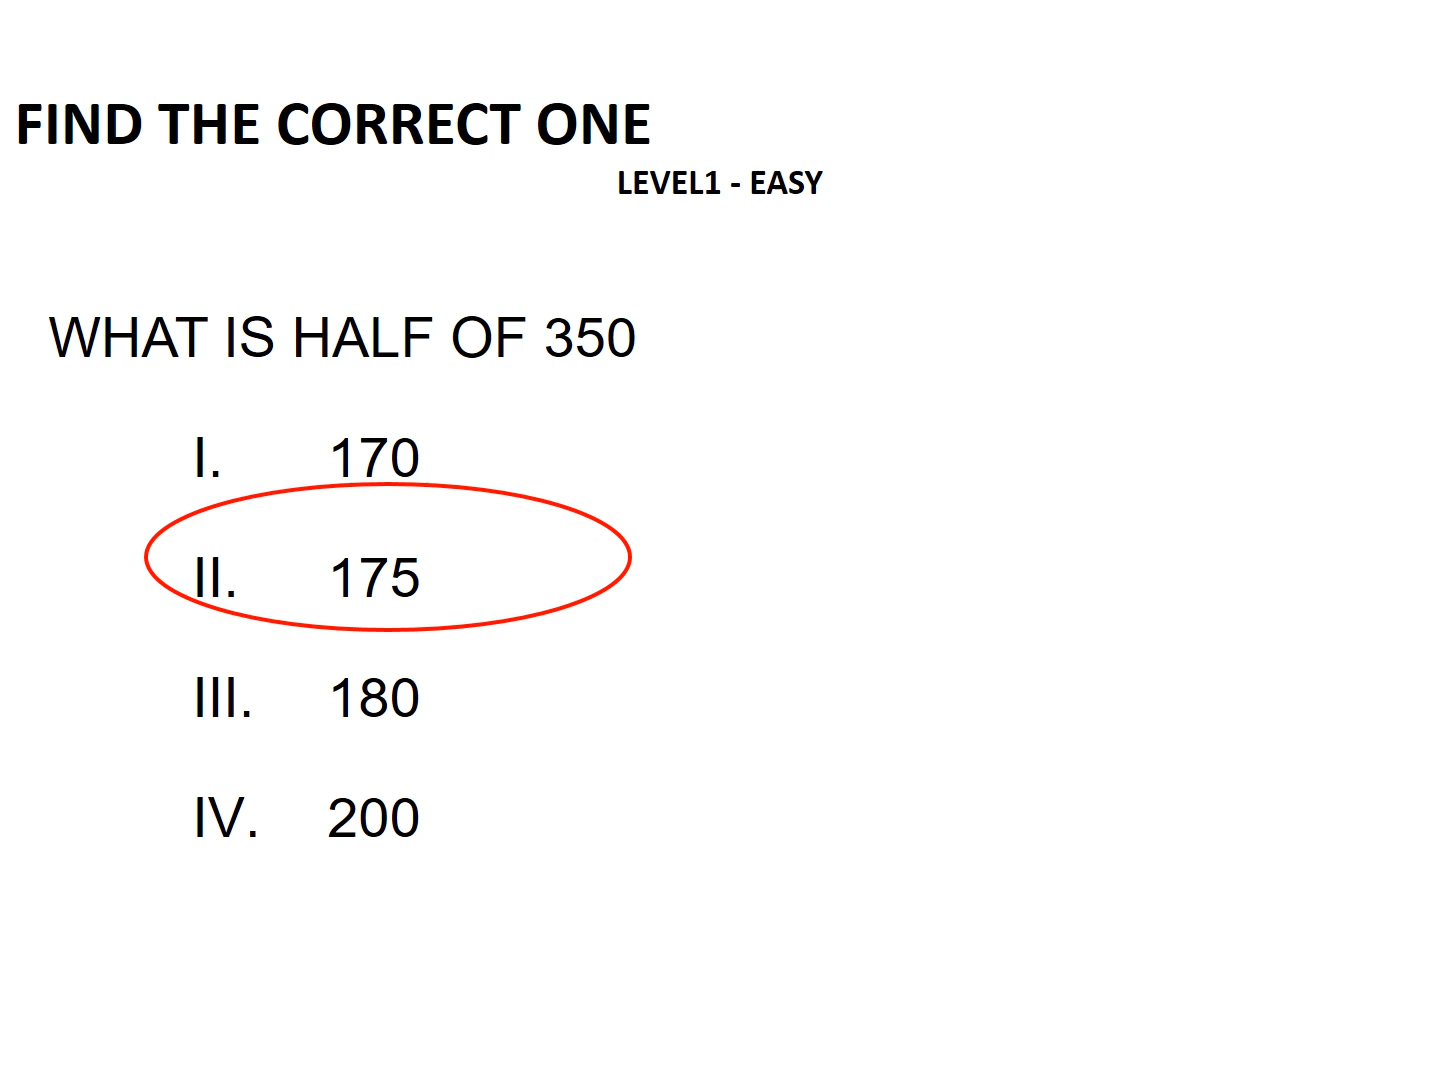 FIND THE CORRECT ONE
LEVEL1 - EASY
WHAT IS HALF OF 350
I. 170
II. 175
III. 180
IV. 200